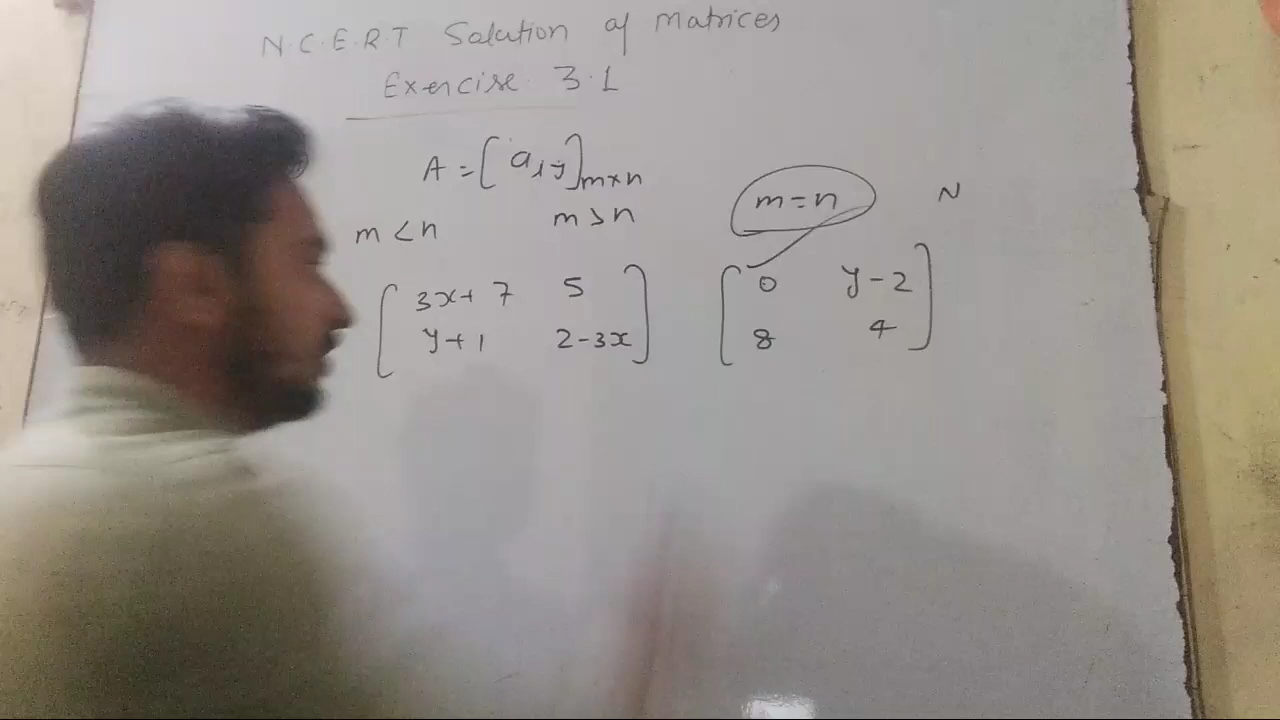 N.C.E.R.T Solution of Matrices
Exercise 3.1
A = [aij]m×n
m < n m > n m = n N
[ 3x+7 5 ] [ 0 y-2 ]
[ y+1 2-3x ] [ 8 4 ]